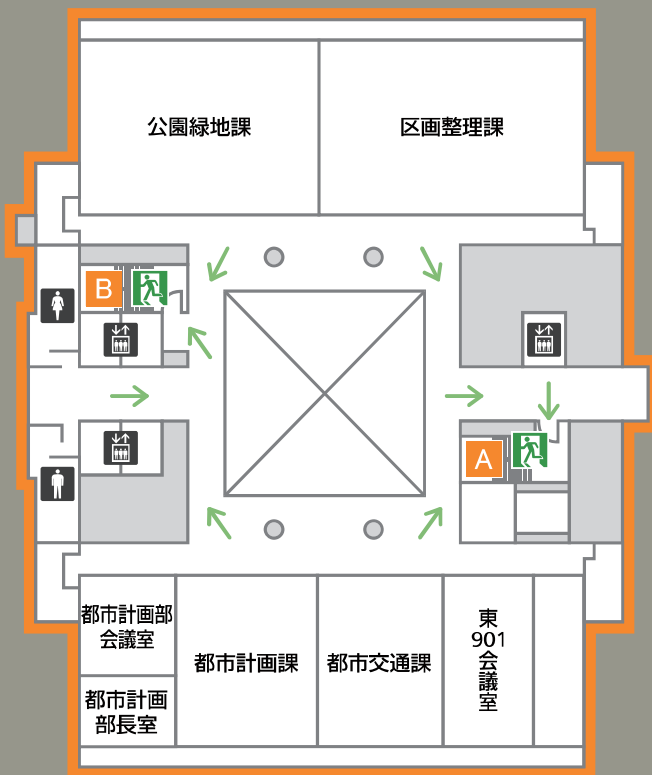 公園緑地課
区画整理課
B
A
都市計画部
会議室
都市計画
部長室
都市計画課
都市交通課
東
901
会
議
室